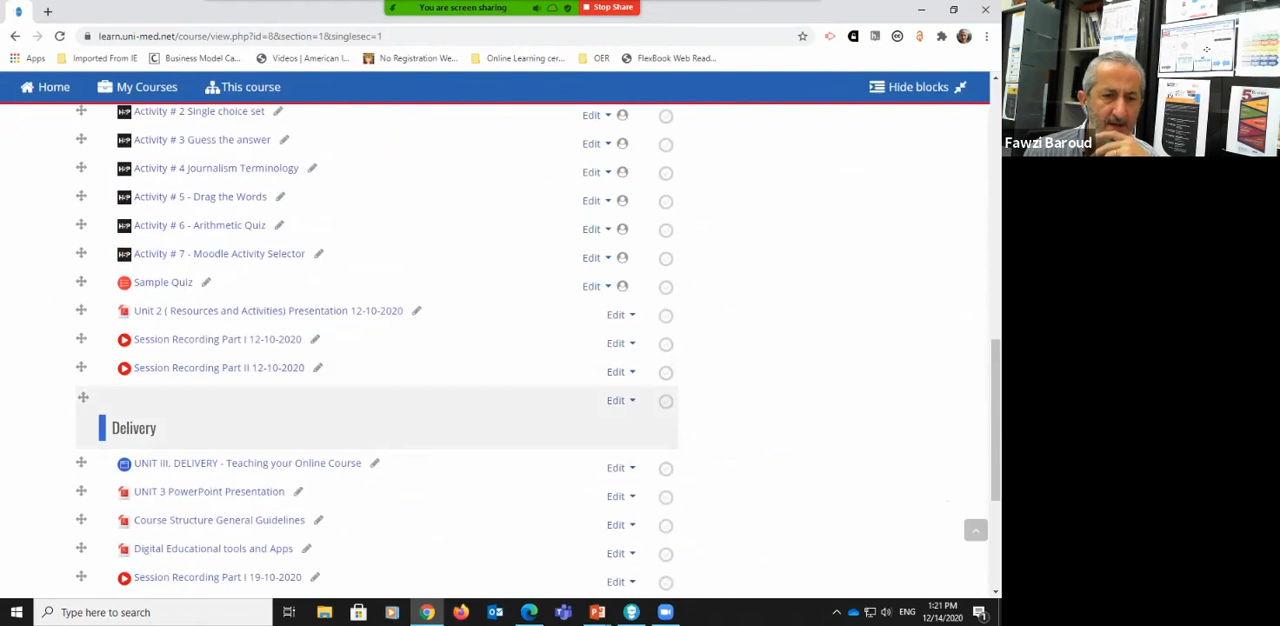 You are screen sharing
Stop Share
learn.uni-med.net/course/view.php?id=8&section=1&singlesec=1
Apps
Imported From IE
Business Model Ca...
Videos | American I...
No Registration We...
Online Learning cer...
OER
FlexBook Web Read...
Home
My Courses
This course
Hide blocks
Fawzi Baroud
Activity # 2 Single choice set
Edit
Activity # 3 Guess the answer
Edit
Activity # 4 Journalism Terminology
Edit
Activity # 5 - Drag the Words
Edit
Activity # 6 - Arithmetic Quiz
Edit
Activity # 7 - Moodle Activity Selector
Edit
Sample Quiz
Edit
Unit 2 ( Resources and Activities) Presentation 12-10-2020
Edit
Session Recording Part I 12-10-2020
Edit
Session Recording Part II 12-10-2020
Edit
Edit
Delivery
UNIT III. DELIVERY - Teaching your Online Course
Edit
UNIT 3 PowerPoint Presentation
Edit
Course Structure General Guidelines
Edit
Digital Educational tools and Apps
Edit
Session Recording Part I 19-10-2020
Edit
Type here to search
ENG
1:21 PM
12/14/2020